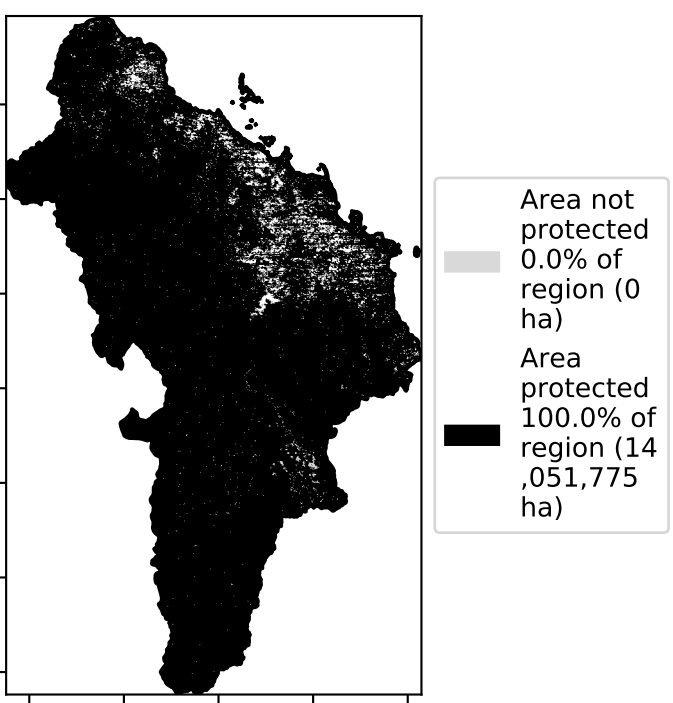 Area not
protected
0.0% of
region (0
ha)
Area
protected
100.0% of
region (14
,051,775
ha)